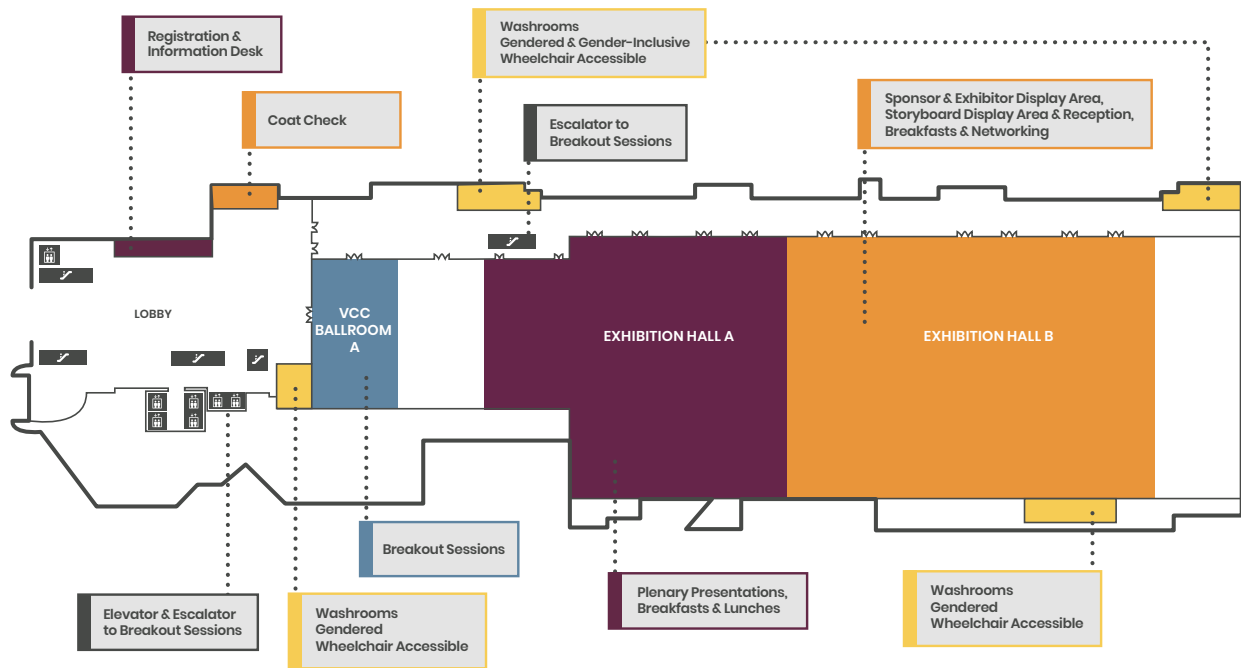 Registration &
Information Desk
Washrooms
Gendered & Gender-Inclusive
Wheelchair Accessible
Coat Check
Escalator to
Breakout Sessions
Sponsor & Exhibitor Display Area,
Storyboard Display Area & Reception,
Breakfasts & Networking
LOBBY
VCC
BALLROOM
A
EXHIBITION HALL A
EXHIBITION HALL B
Breakout Sessions
Elevator & Escalator
to Breakout Sessions
Washrooms
Gendered
Wheelchair Accessible
Plenary Presentations,
Breakfasts & Lunches
Washrooms
Gendered
Wheelchair Accessible